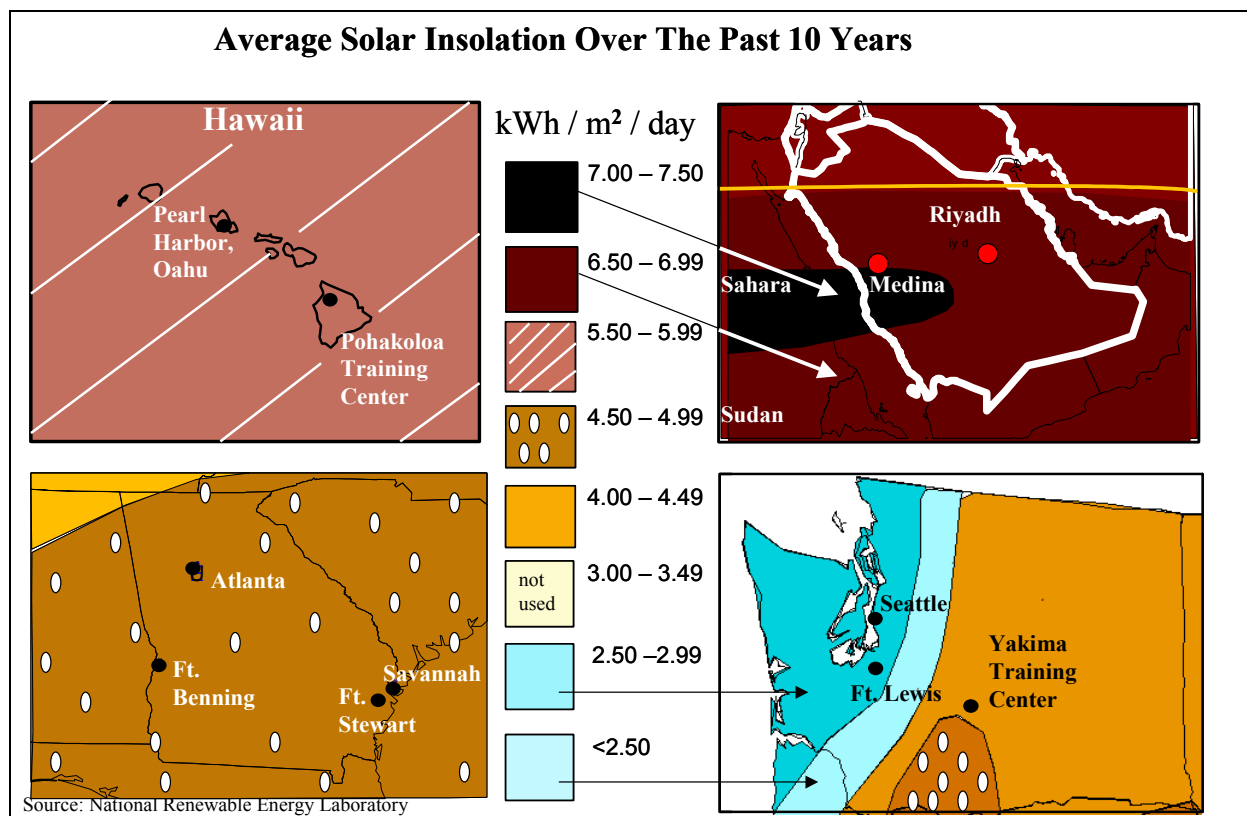 Average Solar Insolation Over The Past 10 Years
Hawaii
Pearl
Harbor,
Oahu
Pohakoloa
Training
Center
kWh / m² / day
7.00 – 7.50
6.50 – 6.99
5.50 – 5.99
4.50 – 4.99
4.00 – 4.49
not
used
3.00 – 3.49
2.50 –2.99
<2.50
Riyadh
iy d
Sahara
Medina
Sudan
Atlanta
Ft.
Benning
Savannah
Ft.
Stewart
Seattle
Ft. Lewis
Yakima
Training
Center
Source: National Renewable Energy Laboratory